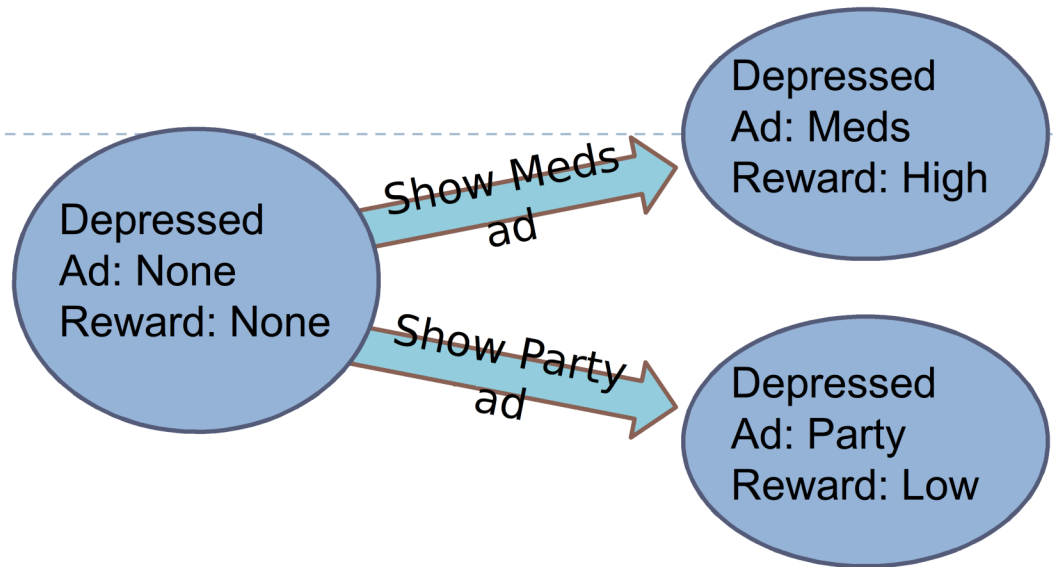 Depressed
Ad: None
Reward: None
Show Meds
ad
Show Party
ad
Depressed
Ad: Meds
Reward: High
Depressed
Ad: Party
Reward: Low